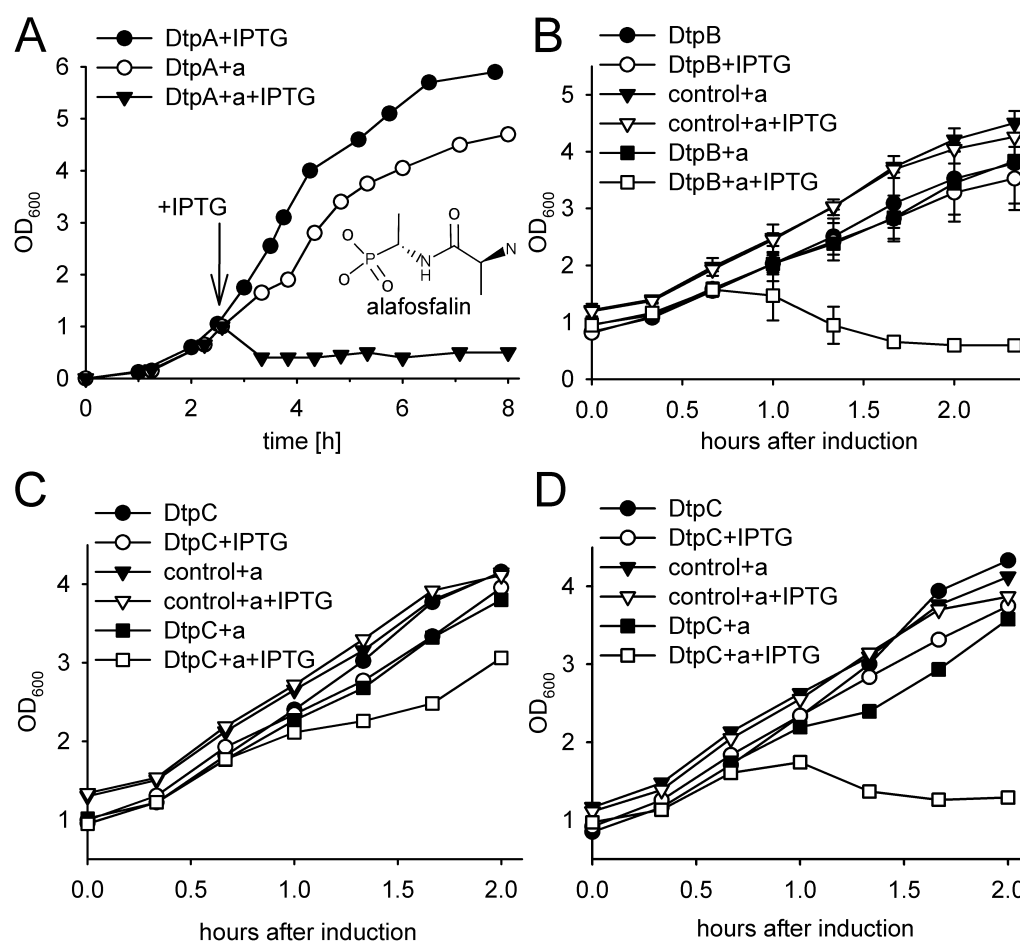 A
DtpA+IPTG
DtpA+a
DtpA+a+IPTG
6
5
4
3
2
1
0
OD600
+IPTG
O
P
O
O
N
H
O
N
alafosfalin
0
2
4
6
8
time [h]
B
DtpB
DtpB+IPTG
control+a
control+a+IPTG
DtpB+a
DtpB+a+IPTG
5
4
3
2
1
0
OD600
0.0
0.5
1.0
1.5
2.0
hours after induction
C
DtpC
DtpC+IPTG
control+a
control+a+IPTG
DtpC+a
DtpC+a+IPTG
4
3
2
1
OD600
0.0
0.5
1.0
1.5
2.0
hours after induction
D
DtpC
DtpC+IPTG
control+a
control+a+IPTG
DtpC+a
DtpC+a+IPTG
4
3
2
1
OD600
0.0
0.5
1.0
1.5
2.0
hours after induction